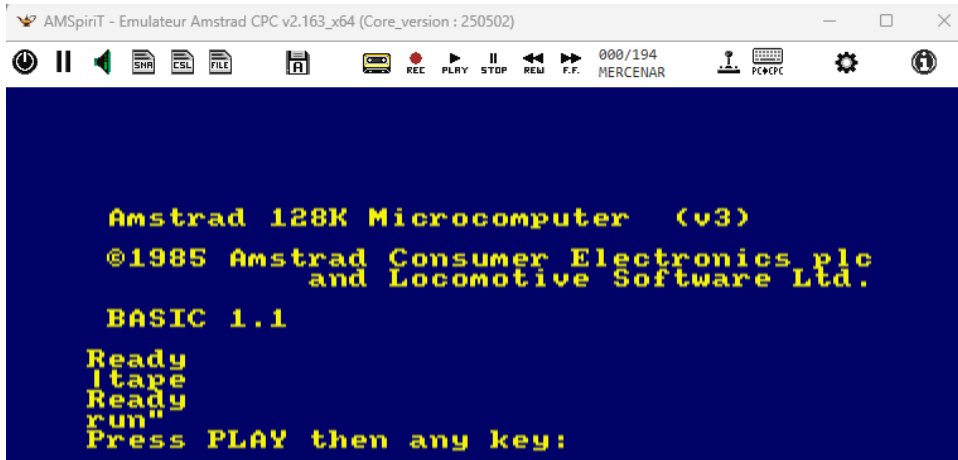 AMSpiriT - Emulateur Amstrad CPC v2.163_x64 (Core_version : 250502)
SNA CSL FILE A REC PLAY STOP REW F.F. 000/194 PC CPC
MERCENAR
Amstrad 128K Microcomputer (v3)
©1985 Amstrad Consumer Electronics plc
and Locomotive Software Ltd.
BASIC 1.1
Ready
|tape
Ready
run"
Press PLAY then any key: